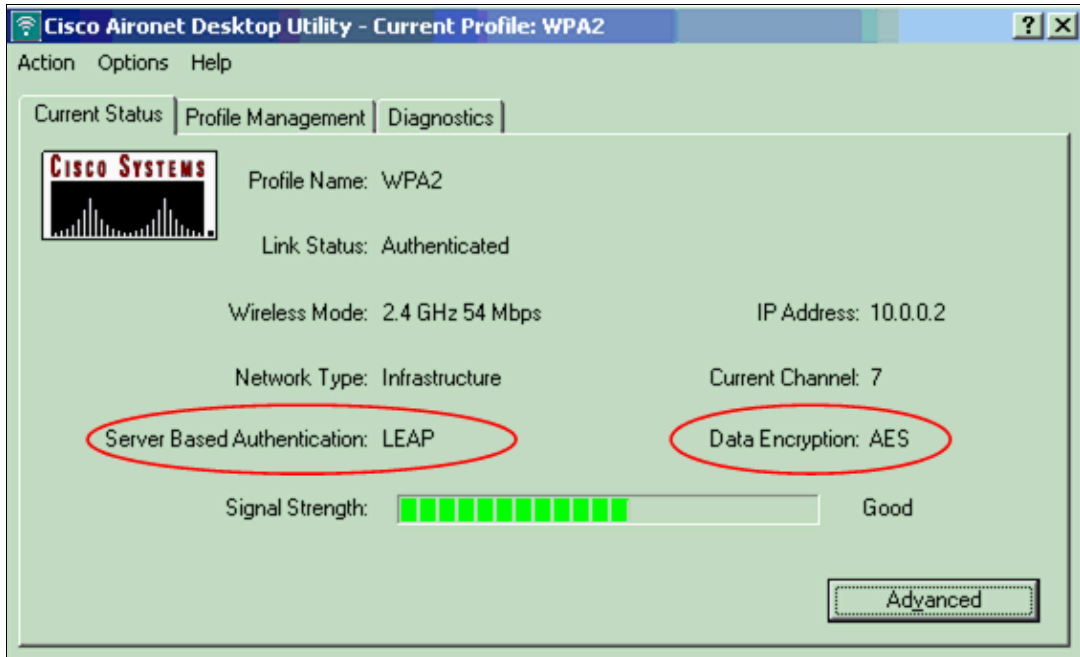 Cisco Aironet Desktop Utility - Current Profile: WPA2
Action Options Help
Current Status Profile Management Diagnostics
CISCO SYSTEMS
Profile Name: WPA2
Link Status: Authenticated
Wireless Mode: 2.4 GHz 54 Mbps IP Address: 10.0.0.2
Network Type: Infrastructure Current Channel: 7
Server Based Authentication: LEAP Data Encryption: AES
Signal Strength: Good
Advanced